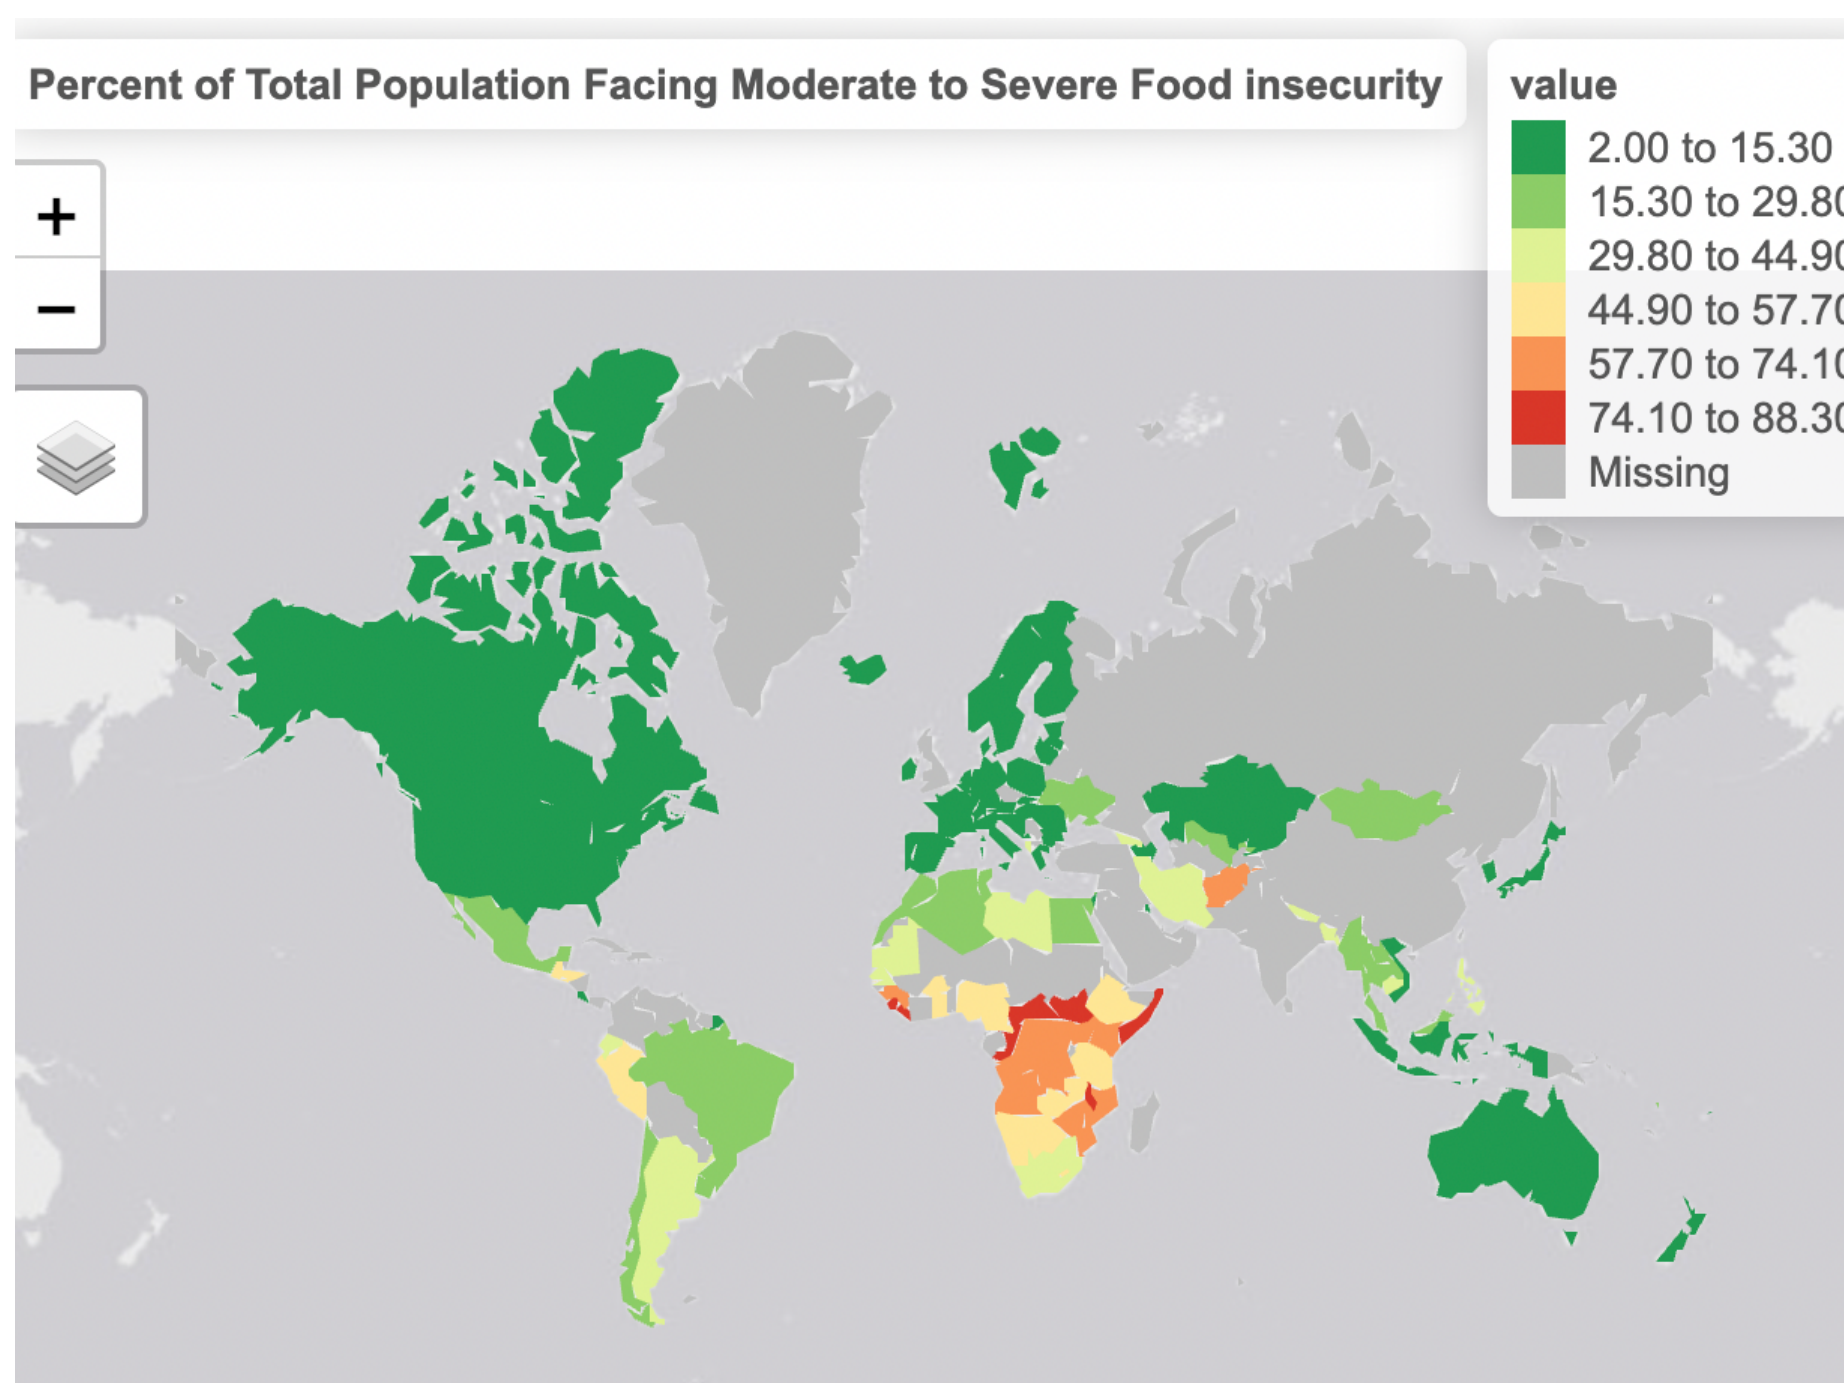 Percent of Total Population Facing Moderate to Severe Food insecurity
value
2.00 to 15.30
15.30 to 29.80
29.80 to 44.90
44.90 to 57.70
57.70 to 74.10
74.10 to 88.30
Missing
+
−